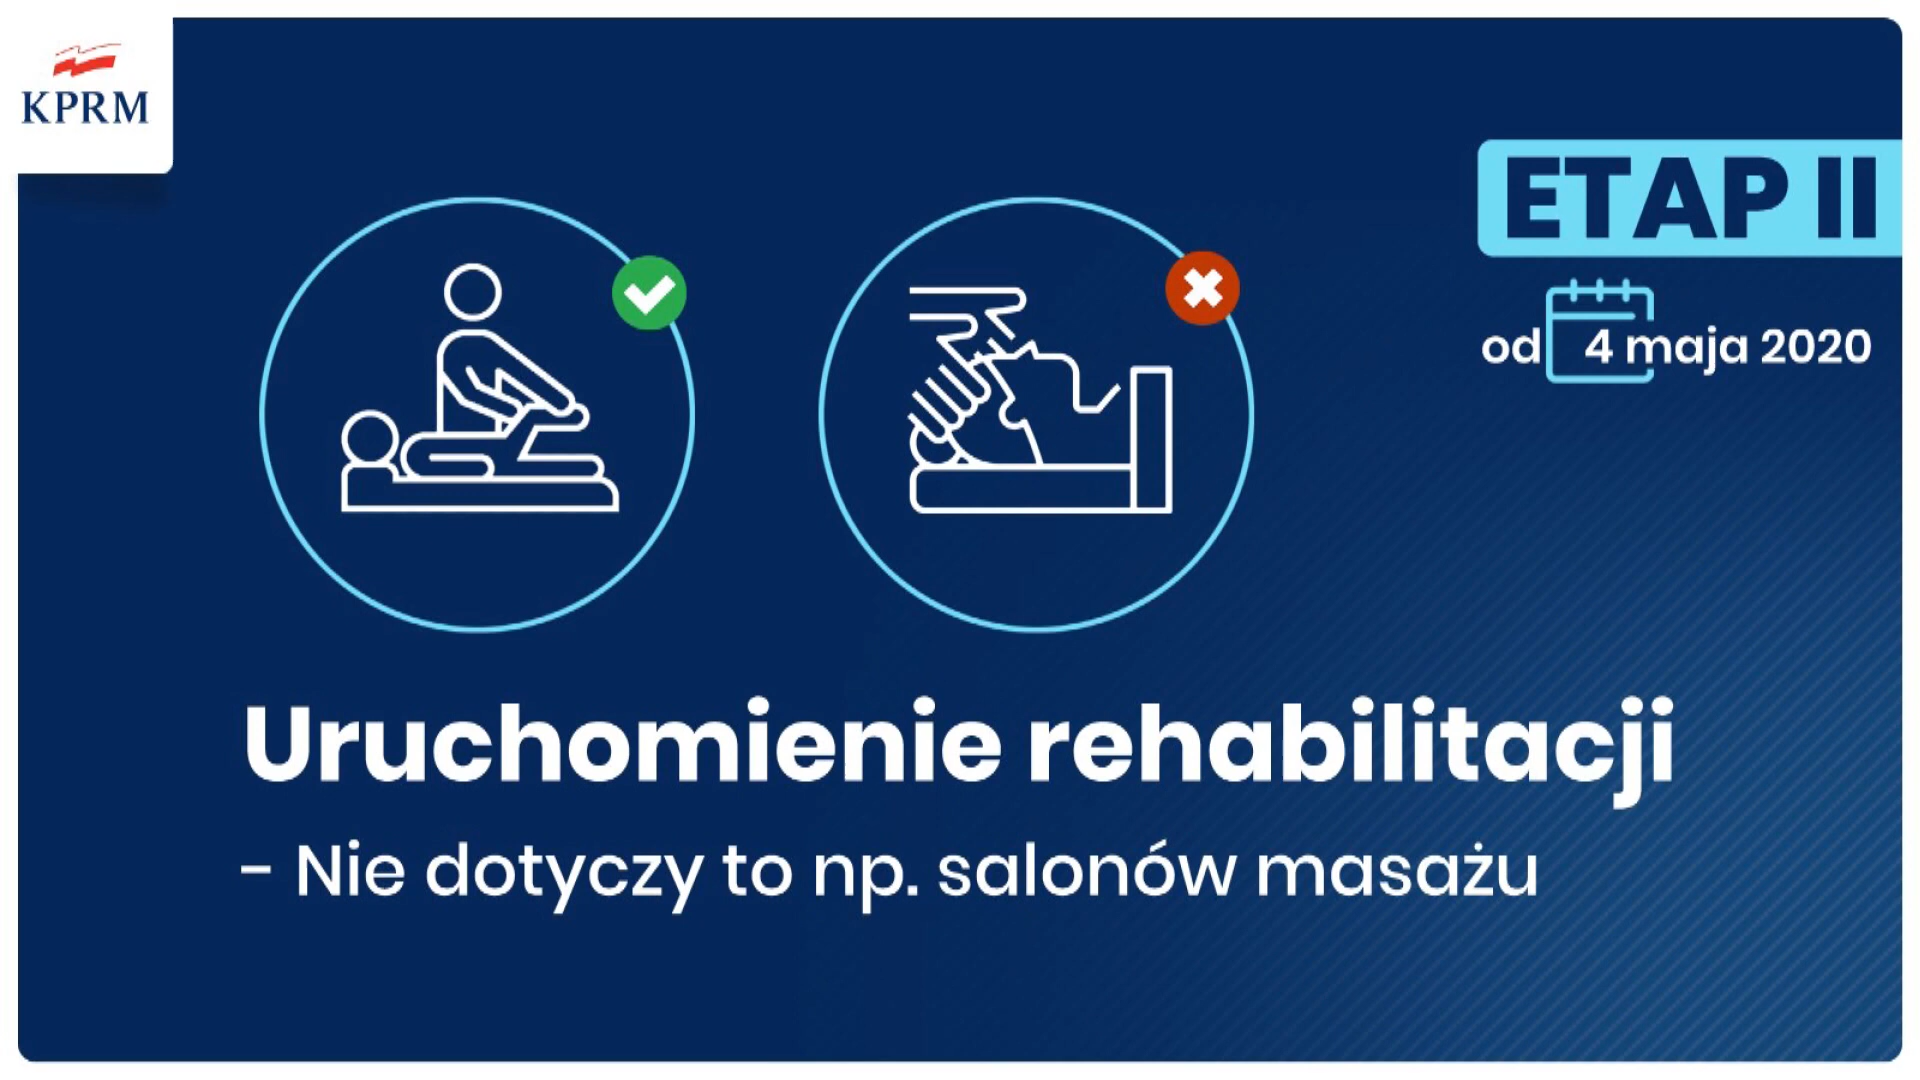 KPRM
ETAP II
od 4 maja 2020
Uruchomienie rehabilitacji
- Nie dotyczy to np. salonów masażu